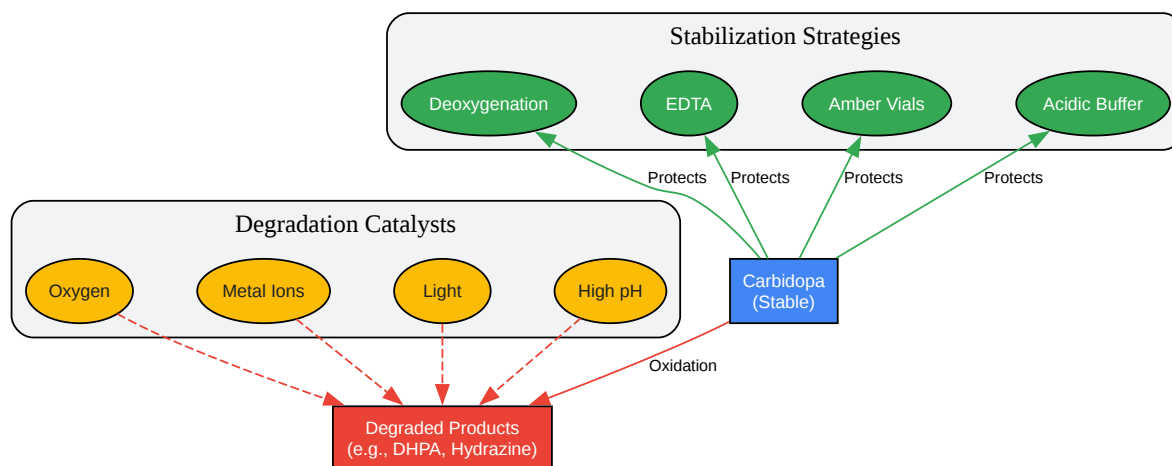 Stabilization Strategies
Deoxygenation
EDTA
Amber Vials
Acidic Buffer
Protects
Protects
Protects
Protects
Degradation Catalysts
Oxygen
Metal Ions
Light
High pH
Carbidopa
(Stable)
Oxidation
Degraded Products
(e.g., DHPA, Hydrazine)